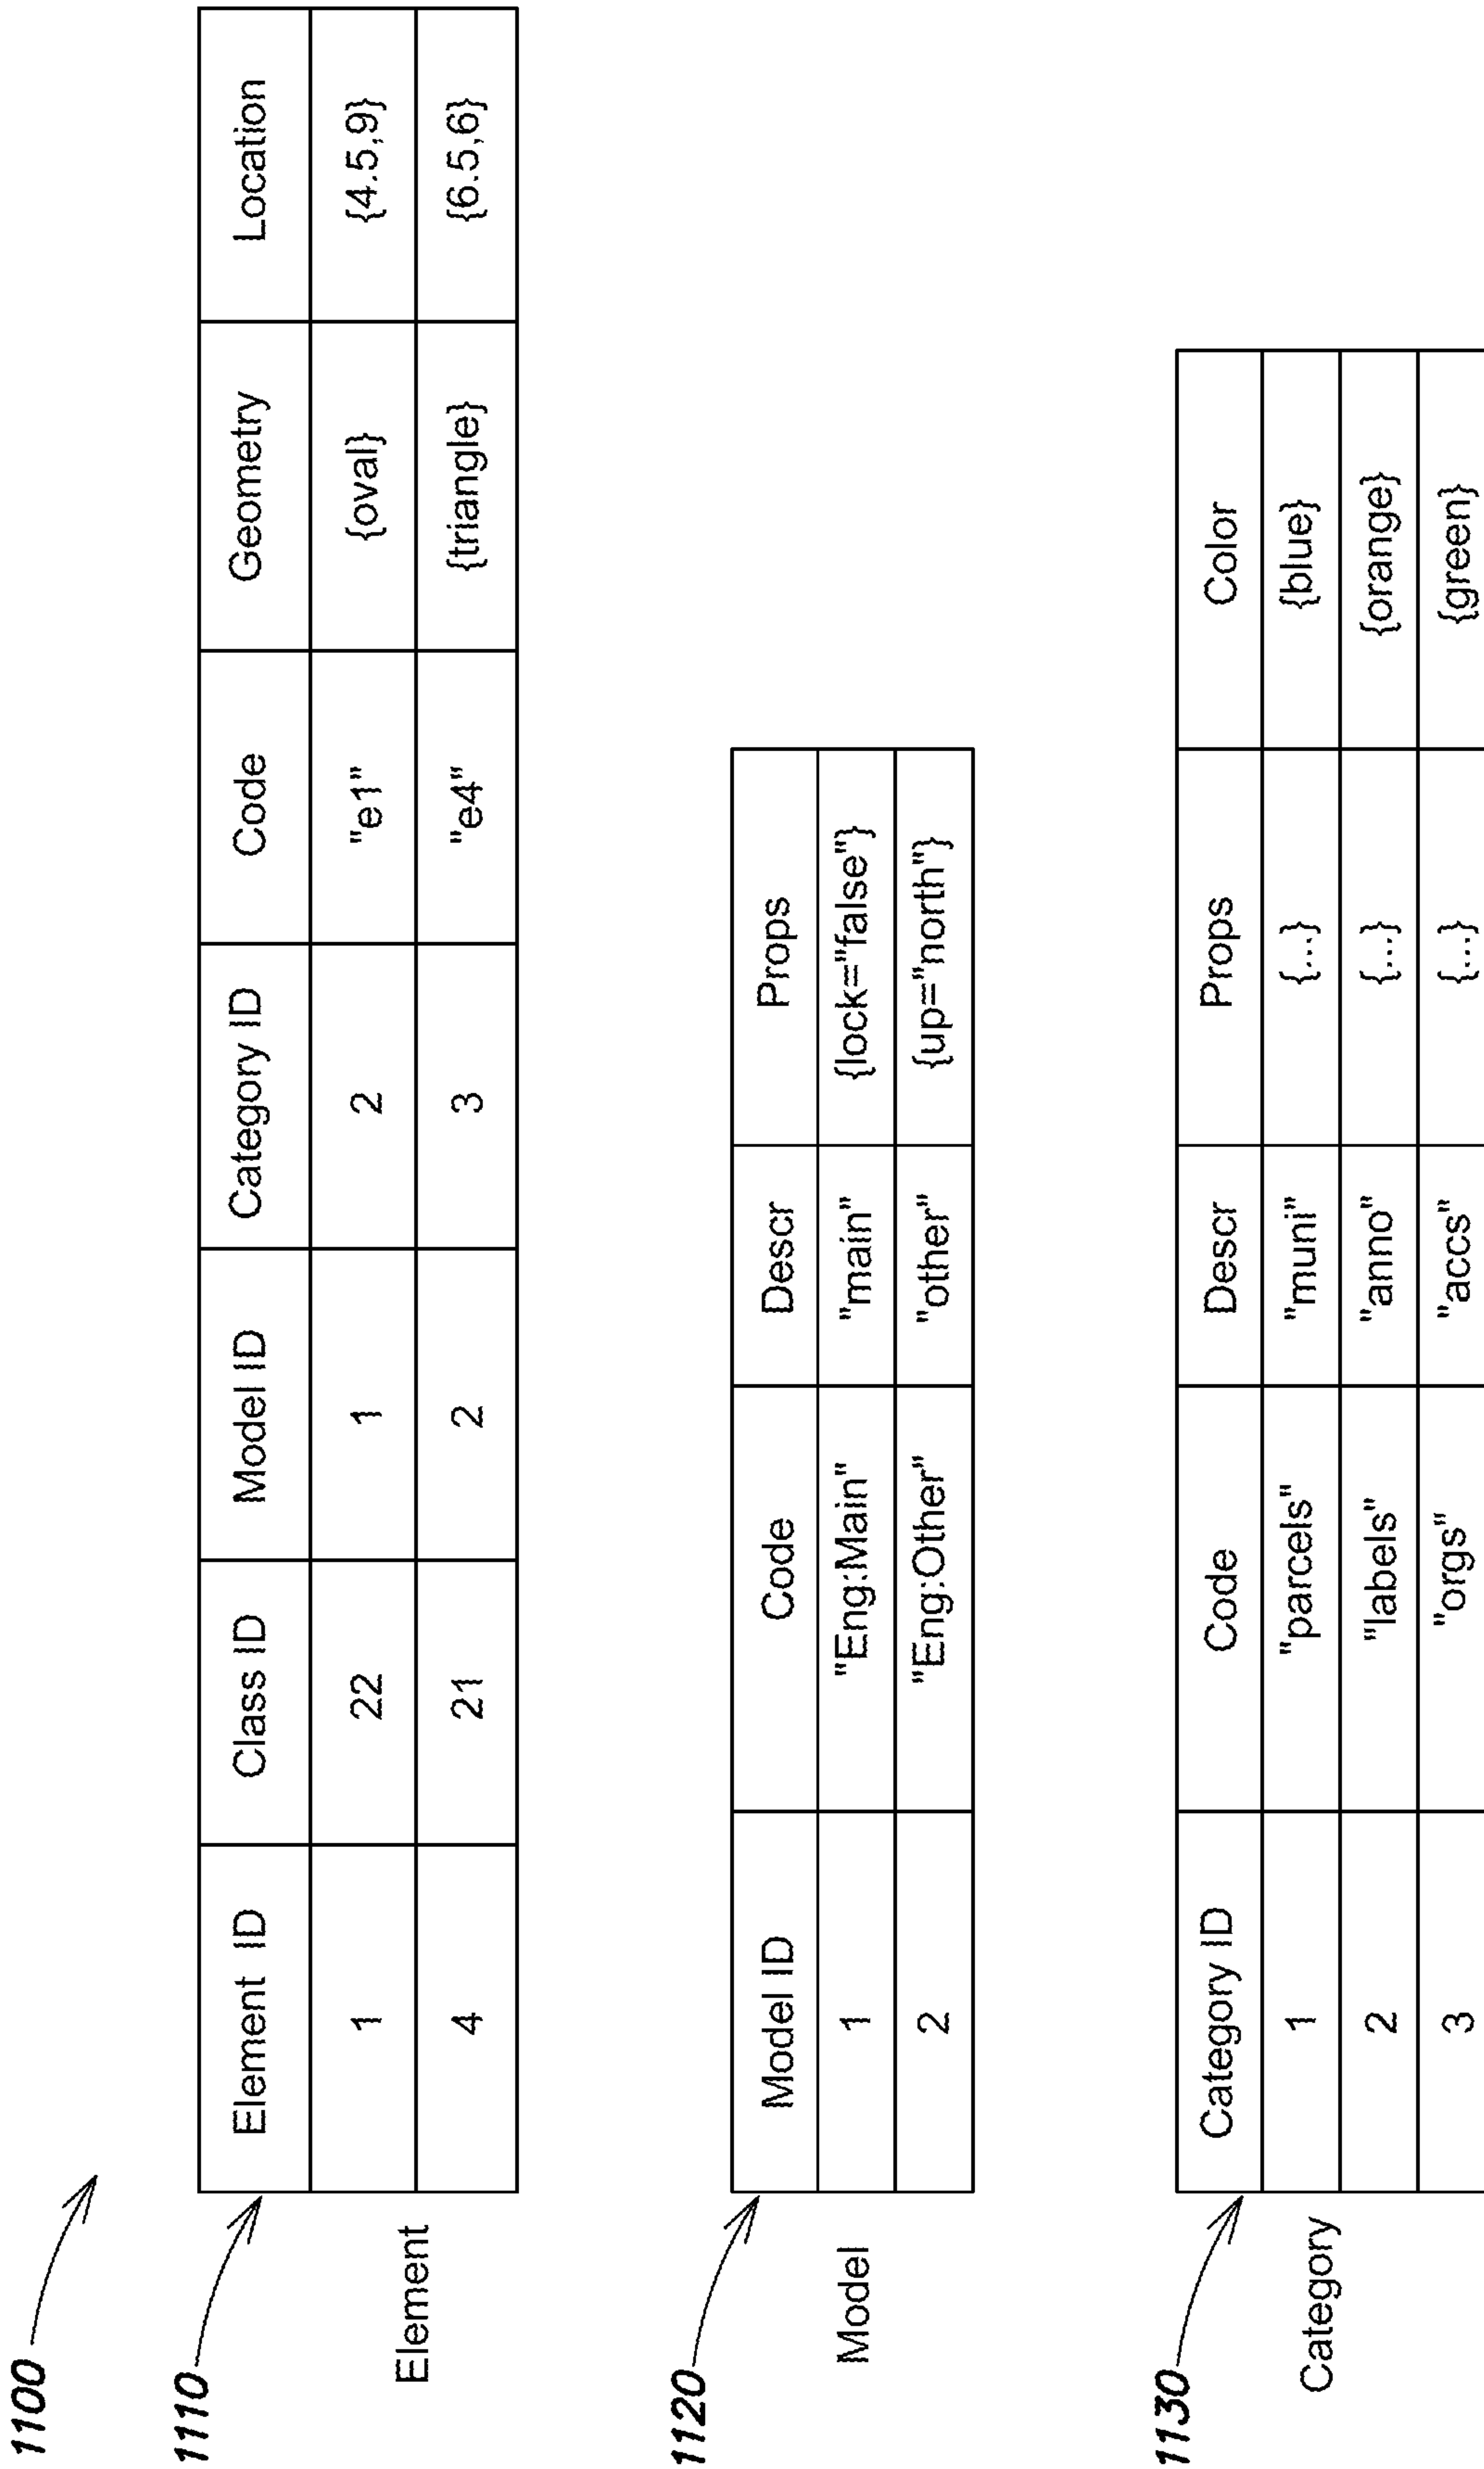 1100
1110
Element
Element ID Class ID Model ID Category ID Code Geometry Location
1 22 1 2 "e1" {oval} {4.5,9}
4 21 2 3 "e4" {triangle} {6.5,6}
1120
Model
Model ID Code Descr Props
1 "Eng:Main" "main" {lock="false"}
2 "Eng:Other" "other" {up="north"}
1130
Category
Category ID Code Descr Props Color
1 "parcels" "muni" {...} {blue}
2 "labels" "anno" {...} {orange}
3 "orgs" "accs" {...} {green}